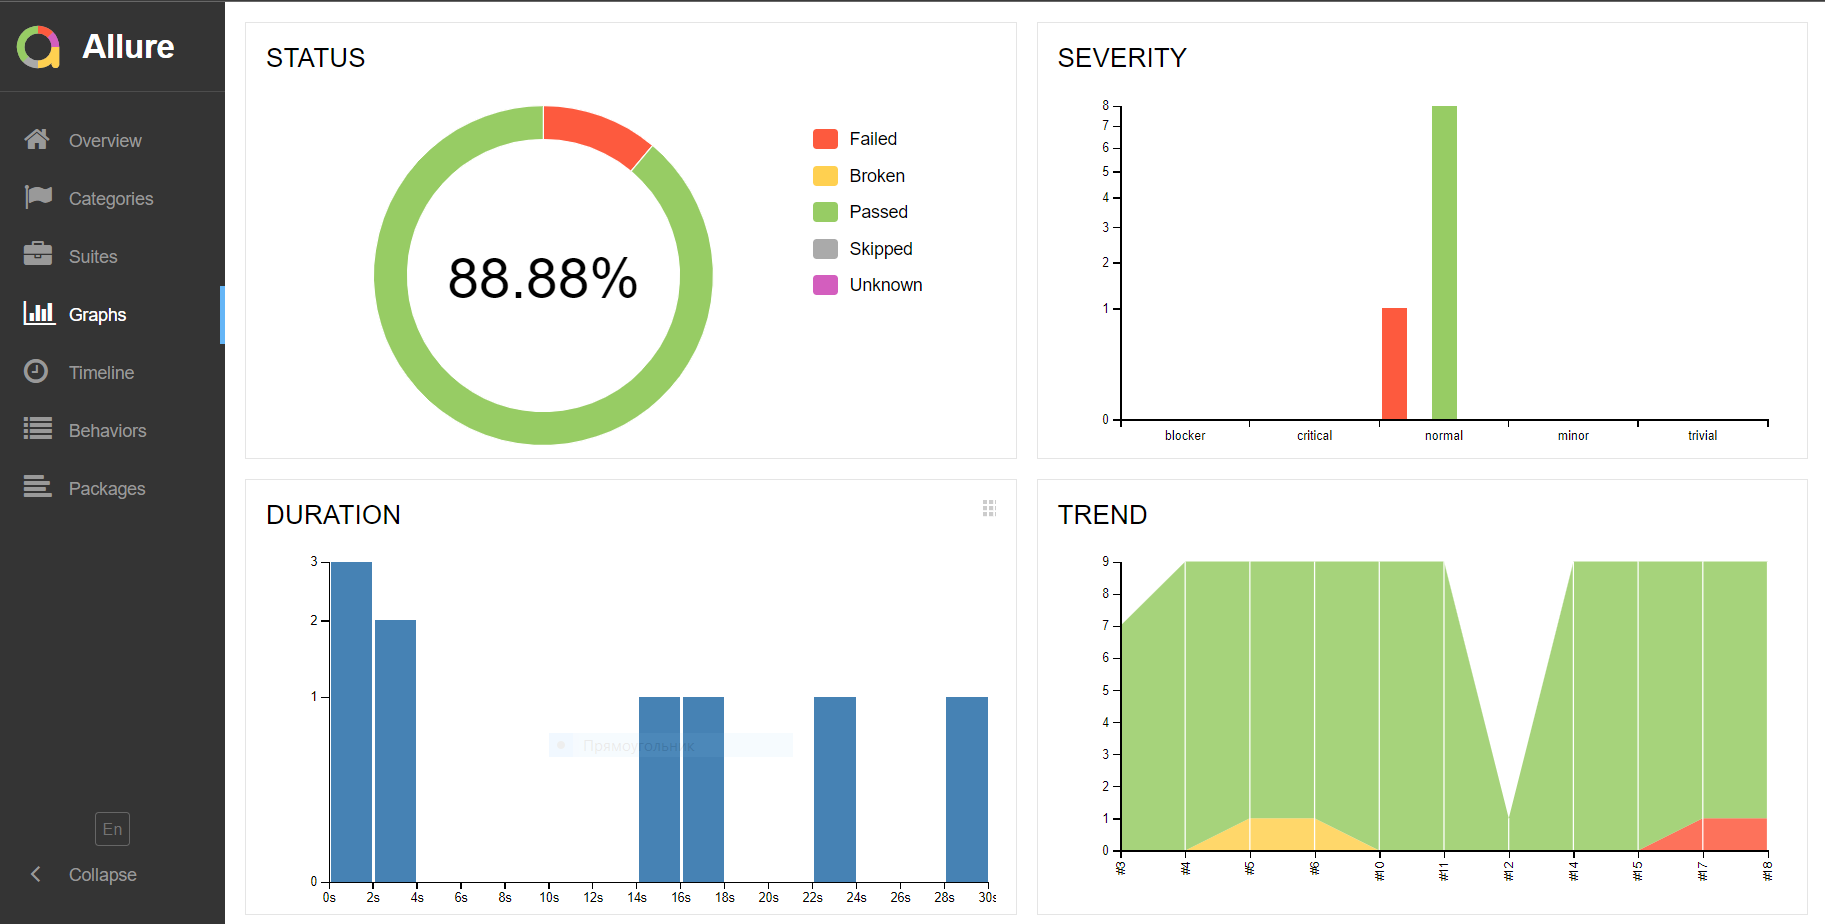 Allure
Overview
Categories
Suites
Graphs
Timeline
Behaviors
Packages
En
Collapse
STATUS
88.88%
Failed
Broken
Passed
Skipped
Unknown
SEVERITY
8
7
6
5
4
3
2
1
0
blocker critical normal minor trivial
DURATION
3
2
1
0
Прямоугольник
0s 2s 4s 6s 8s 10s 12s 14s 16s 18s 20s 22s 24s 26s 28s 30s
TREND
9
8
7
6
5
4
3
2
1
0
#3 #4 #5 #6 #10 #11 #12 #14 #15 #17 #18